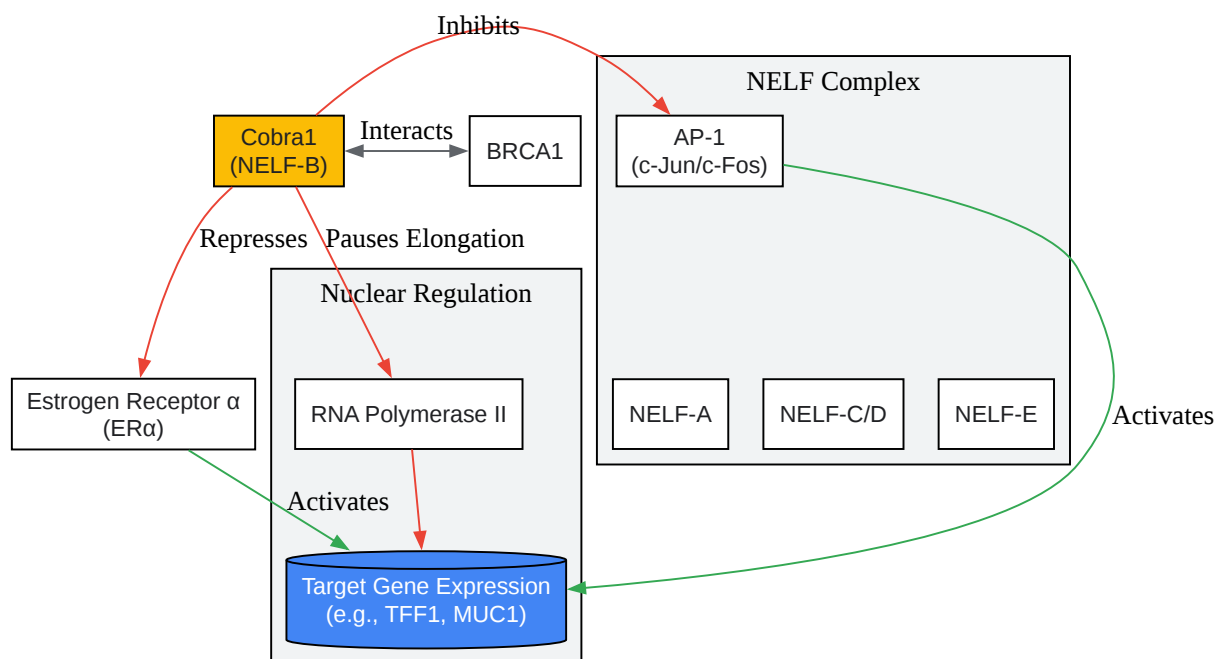 Inhibits
NELF Complex
Cobra1
(NELF-B)
Interacts
BRCA1
AP-1
(c-Jun/c-Fos)
Represses
Pauses Elongation
Nuclear Regulation
Estrogen Receptor α
(ERα)
RNA Polymerase II
NELF-A
NELF-C/D
NELF-E
Activates
Activates
Target Gene Expression
(e.g., TFF1, MUC1)